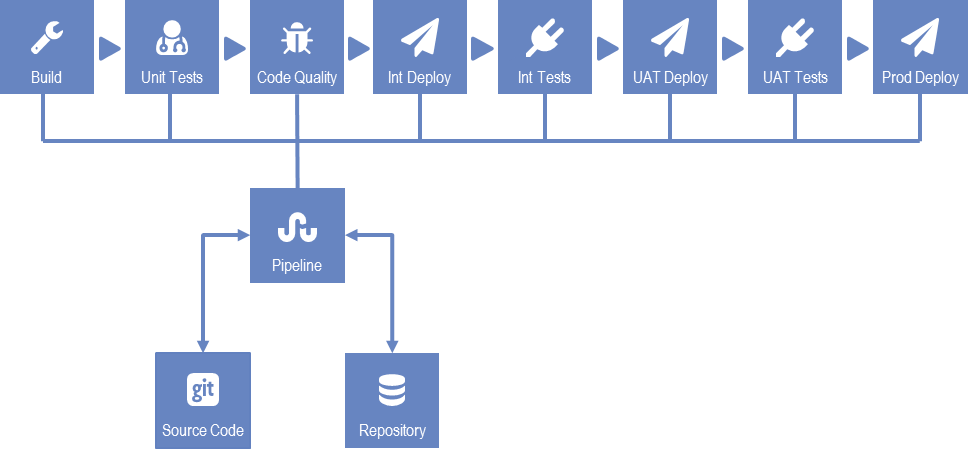 Build
Unit Tests
Code Quality
Int Deploy
Int Tests
UAT Deploy
UAT Tests
Prod Deploy
Pipeline
git
Source Code
Repository